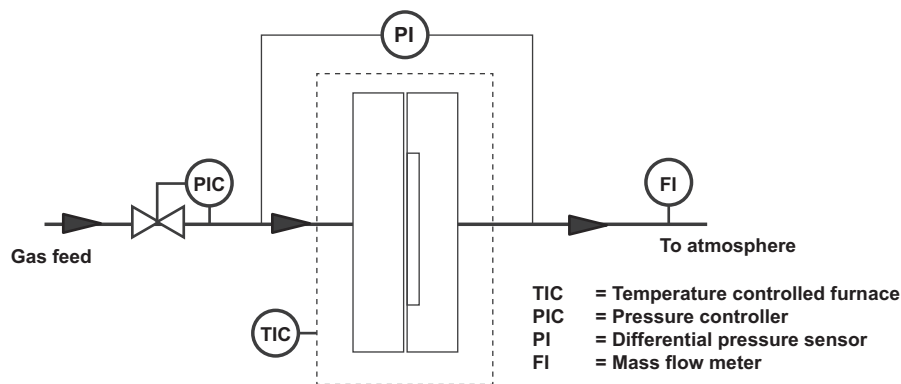 PI
PIC
FI
Gas feed
To atmosphere
TIC
TIC = Temperature controlled furnace
PIC = Pressure controller
PI = Differential pressure sensor
FI = Mass flow meter